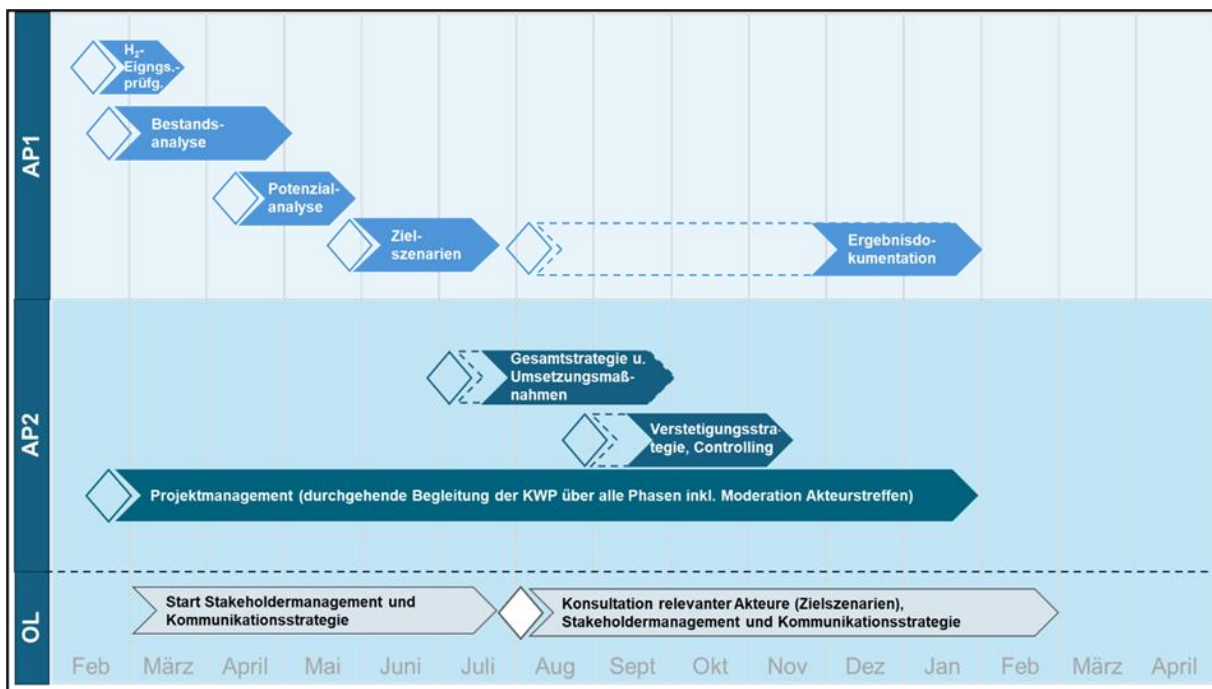 AP1
H₂-
Eigngs.-
prüfg.
Bestands-
analyse
Potenzial-
analyse
Ziel-
szenarien
Ergebnisdo-
kumentation
AP2
Gesamtstrategie u.
Umsetzungsmaß-
nahmen
Verstetigungsstra-
tegie, Controlling
Projektmanagement (durchgehende Begleitung der KWP über alle Phasen inkl. Moderation Akteurstreffen)
OL
Start Stakeholdermanagement und
Kommunikationsstrategie
Konsultation relevanter Akteure (Zielszenarien),
Stakeholdermanagement und Kommunikationsstrategie
Feb März April Mai Juni Juli Aug Sept Okt Nov Dez Jan Feb März April